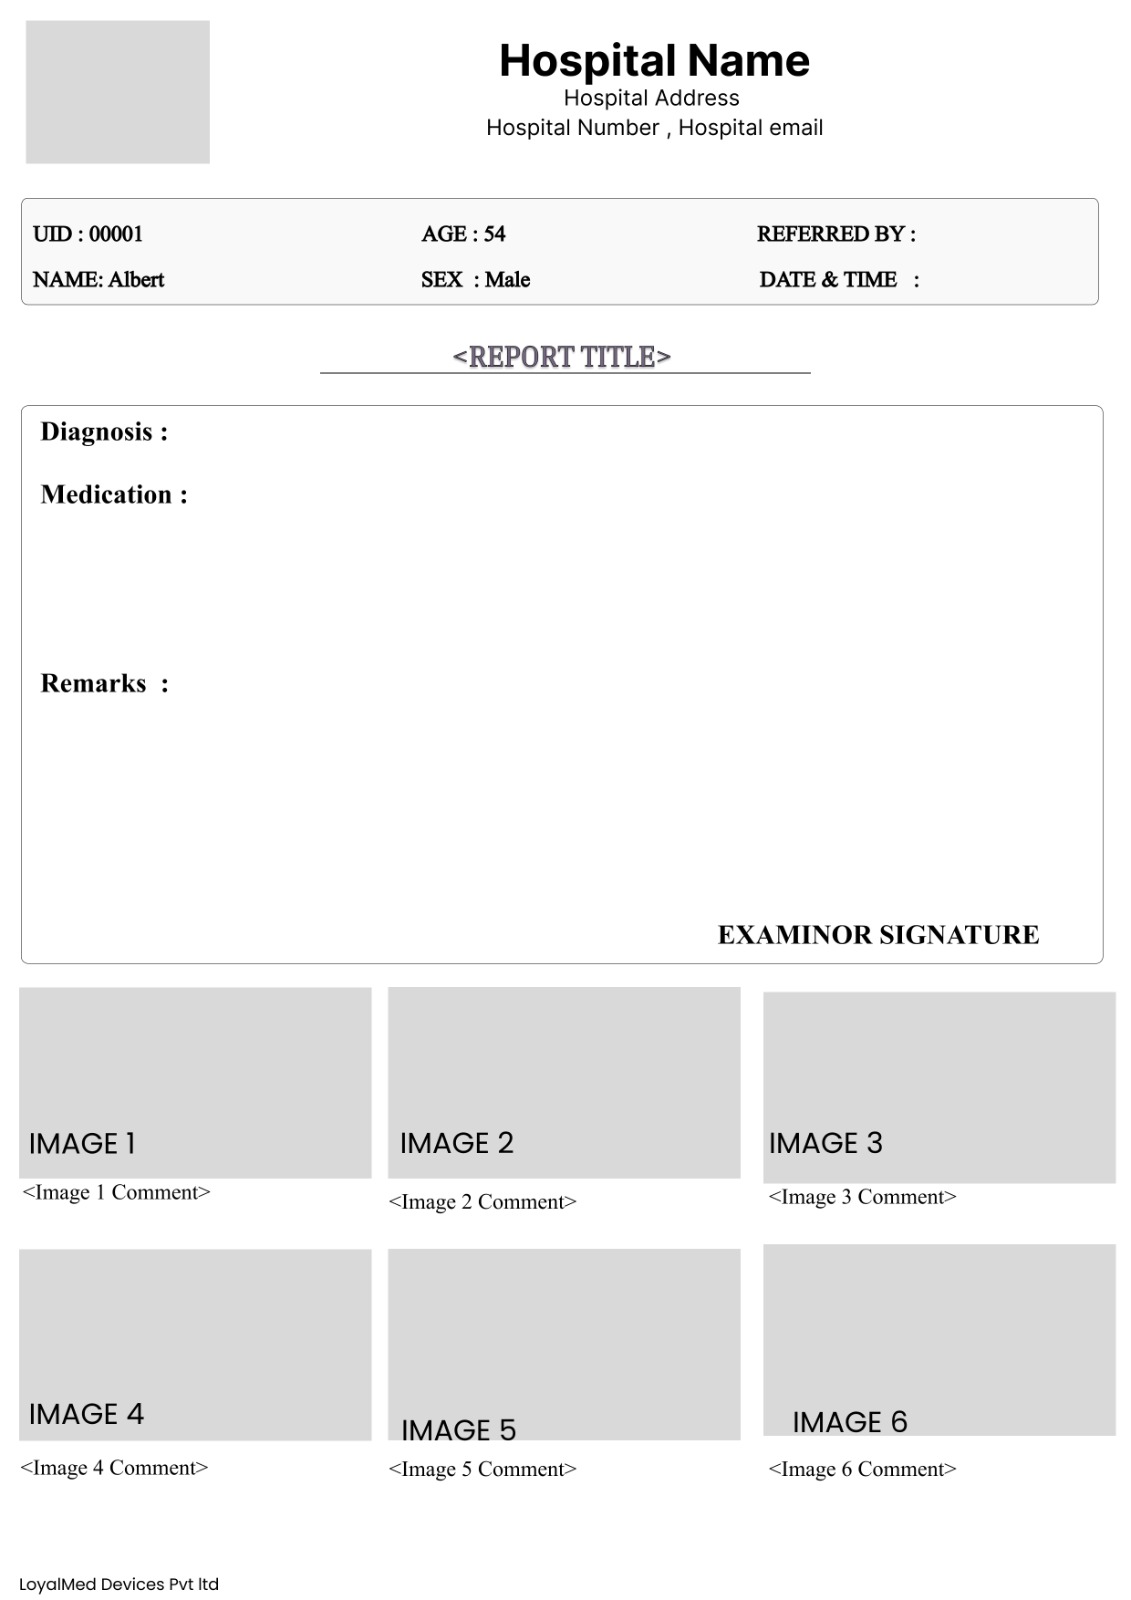 Hospital Name
Hospital Address
Hospital Number , Hospital email
UID : 00001 AGE : 54 REFERRED BY :
NAME: Albert SEX : Male DATE & TIME :
<REPORT TITLE>
Diagnosis :
Medication :
Remarks :
EXAMINOR SIGNATURE
IMAGE 1 IMAGE 2 IMAGE 3
<Image 1 Comment> <Image 2 Comment> <Image 3 Comment>
IMAGE 4 IMAGE 5 IMAGE 6
<Image 4 Comment> <Image 5 Comment> <Image 6 Comment>
LoyalMed Devices Pvt ltd